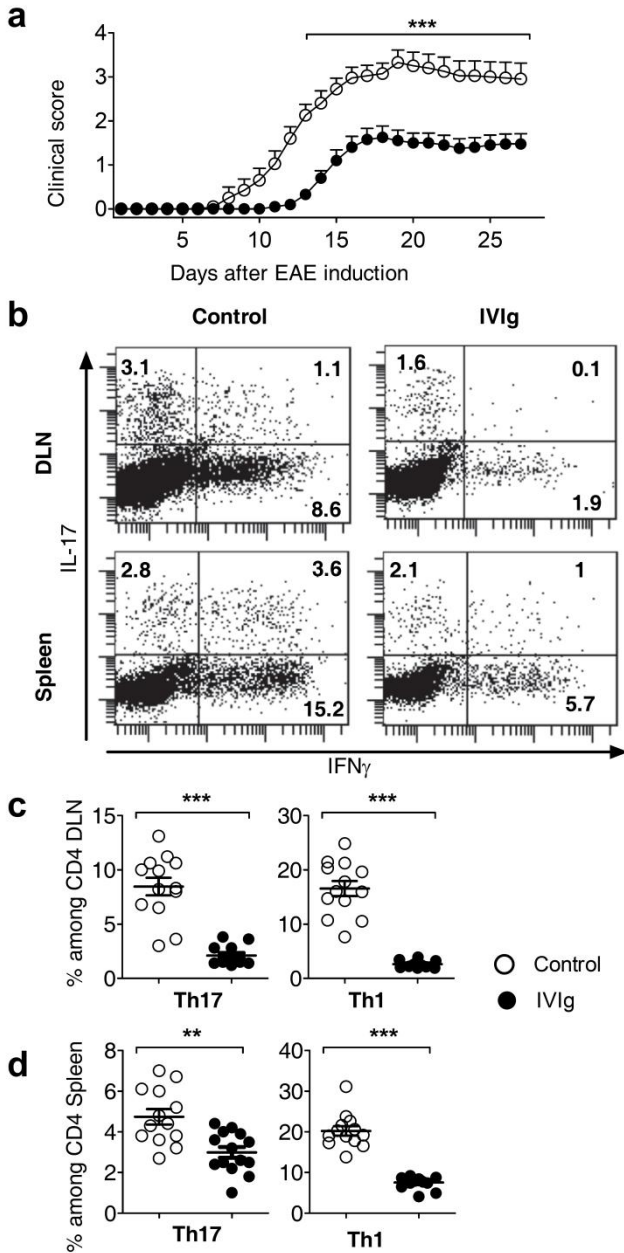 a
***
4
3
2
1
0
Clinical score
5 10 15 20 25
Days after EAE induction
b
Control IVIg
DLN
3.1 1.1
8.6
1.6 0.1
1.9
Spleen
2.8 3.6
15.2
2.1 1
5.7
IL-17
IFNγ
c
*** ***
% among CD4 DLN
15
10
5
0
Th17
30
20
10
0
Th1
Control
IVIg
d
** ***
% among CD4 Spleen
8
6
4
2
0
Th17
40
30
20
10
0
Th1